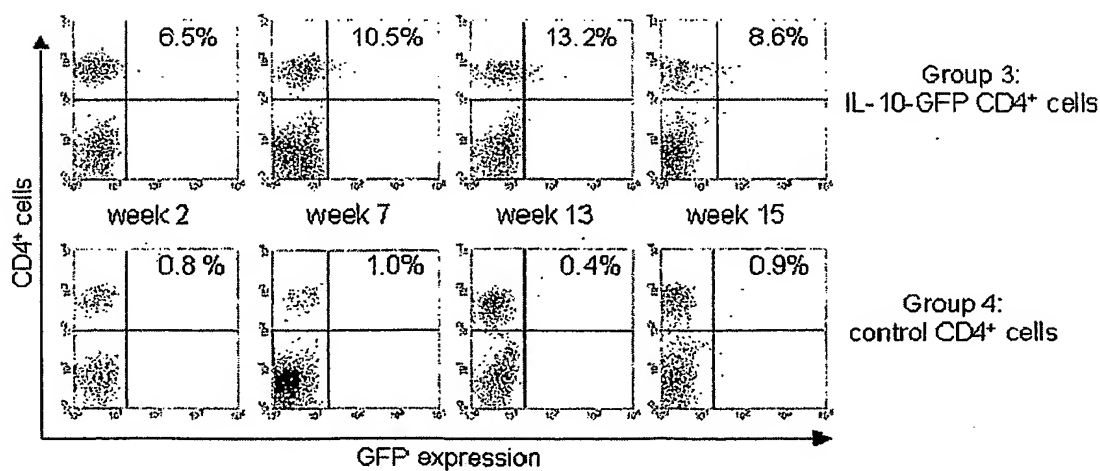 6.5%
10.5%
13.2%
8.6%
Group 3:
IL-10-GFP CD4⁺ cells
week 2
week 7
week 13
week 15
0.8 %
1.0%
0.4%
0.9%
Group 4:
control CD4⁺ cells
CD4⁺ cells
GFP expression